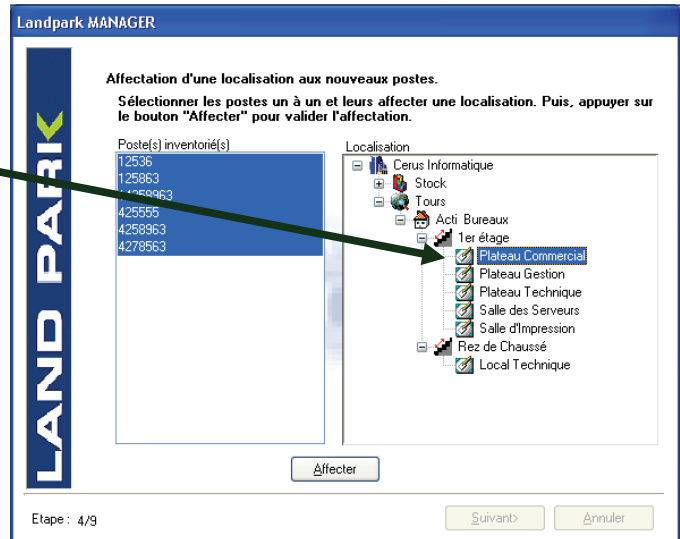 Landpark MANAGER
LAND PARK
Affectation d'une localisation aux nouveaux postes.
Sélectionner les postes un à un et leurs affecter une localisation. Puis, appuyer sur
le bouton "Affecter" pour valider l'affectation.
Poste(s) inventorié(s)
12536
125863
425555
4258963
4278563
Localisation
Cerus Informatique
Stock
Tours
Acti Bureaux
1er étage
Plateau Commercial
Plateau Gestion
Plateau Technique
Salle des Serveurs
Salle d'Impression
Rez de Chaussé
Local Technique
Affecter
Etape : 4/9
Suivant>
Annuler